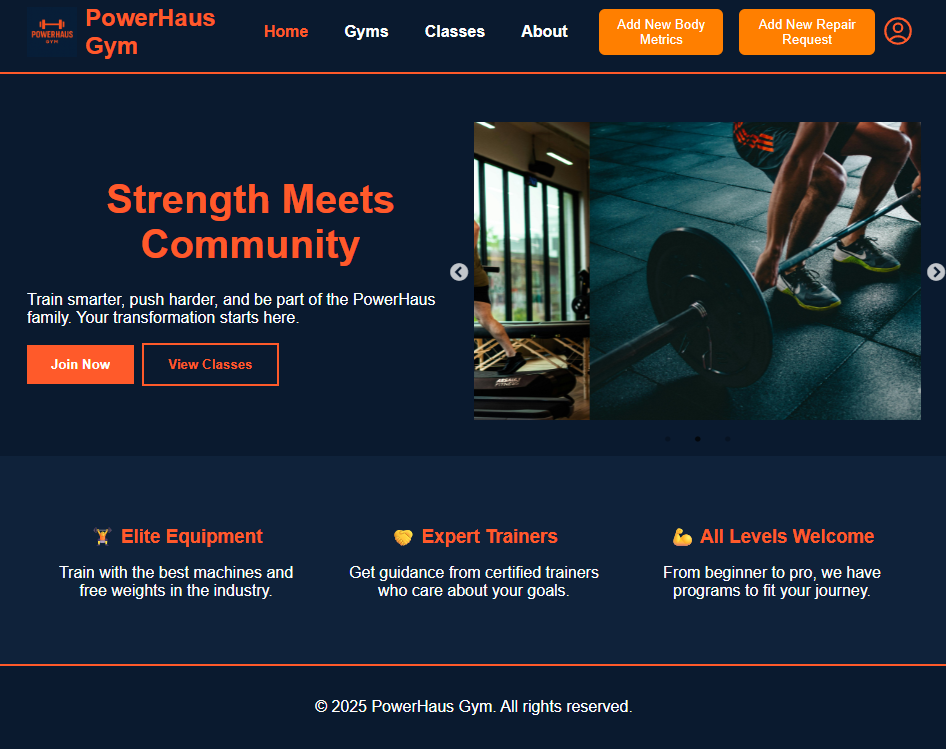 POWERHAUS
GYM
PowerHaus
Gym
Home
Gyms
Classes
About
Add New Body
Metrics
Add New Repair
Request
Strength Meets
Community
Train smarter, push harder, and be part of the PowerHaus
family. Your transformation starts here.
Join Now
View Classes
ASSAULT
FITNESS
Elite Equipment
Train with the best machines and
free weights in the industry.
Expert Trainers
Get guidance from certified trainers
who care about your goals.
All Levels Welcome
From beginner to pro, we have
programs to fit your journey.
© 2025 PowerHaus Gym. All rights reserved.